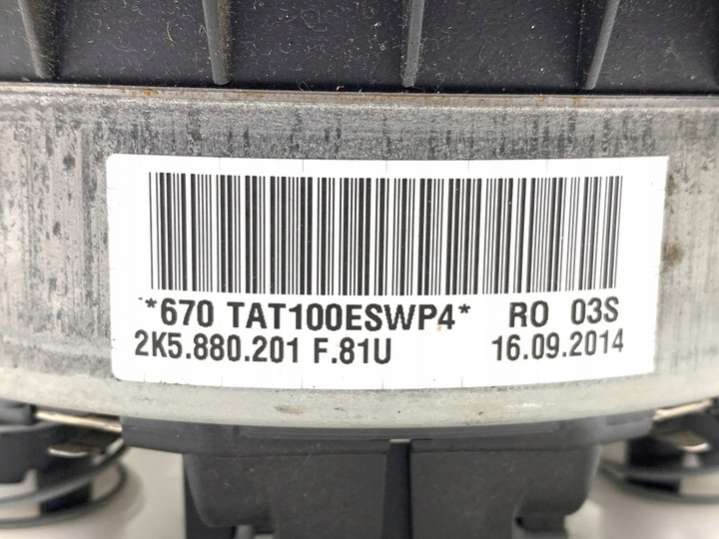 *670 TAT100ESWP4* RO 03S
2K5.880.201 F.81U 16.09.2014